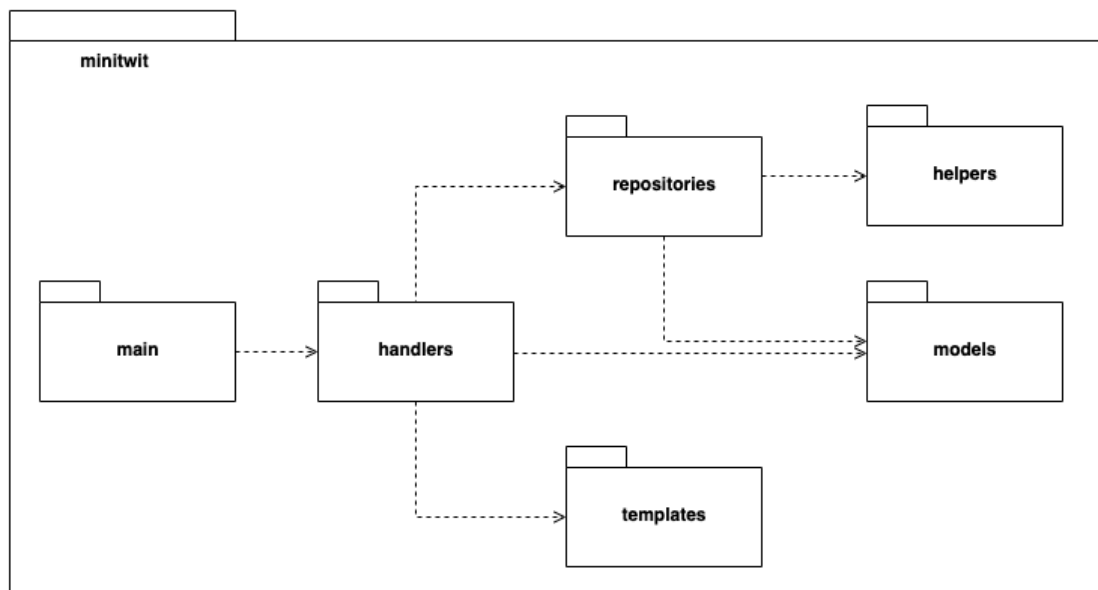 minitwit
repositories
helpers
main
handlers
models
templates